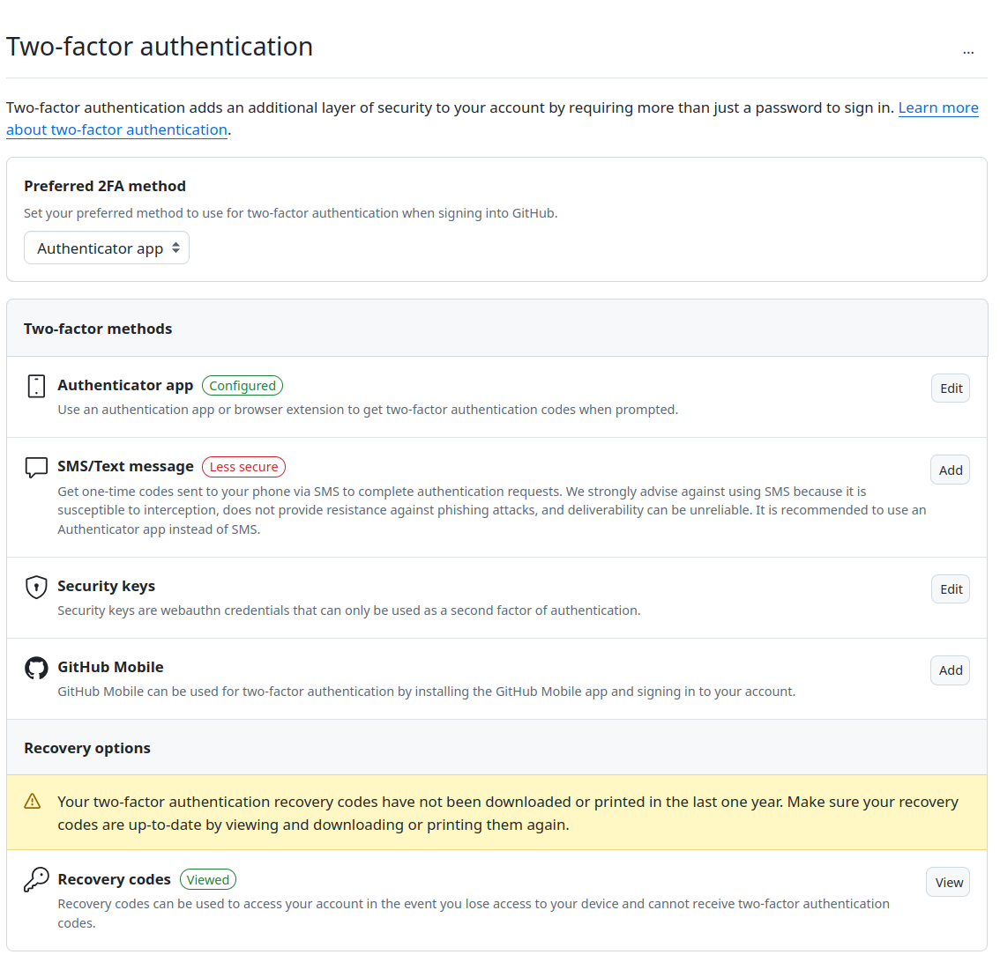 Two-factor authentication
...
Two-factor authentication adds an additional layer of security to your account by requiring more than just a password to sign in. Learn more
about two-factor authentication.
Preferred 2FA method
Set your preferred method to use for two-factor authentication when signing into GitHub.
Authenticator app
Two-factor methods
Authenticator app Configured
Edit
Use an authentication app or browser extension to get two-factor authentication codes when prompted.
SMS/Text message Less secure
Add
Get one-time codes sent to your phone via SMS to complete authentication requests. We strongly advise against using SMS because it is
susceptible to interception, does not provide resistance against phishing attacks, and deliverability can be unreliable. It is recommended to use an
Authenticator app instead of SMS.
Security keys
Edit
Security keys are webauthn credentials that can only be used as a second factor of authentication.
GitHub Mobile
Add
GitHub Mobile can be used for two-factor authentication by installing the GitHub Mobile app and signing in to your account.
Recovery options
Your two-factor authentication recovery codes have not been downloaded or printed in the last one year. Make sure your recovery
codes are up-to-date by viewing and downloading or printing them again.
Recovery codes Viewed
View
Recovery codes can be used to access your account in the event you lose access to your device and cannot receive two-factor authentication
codes.